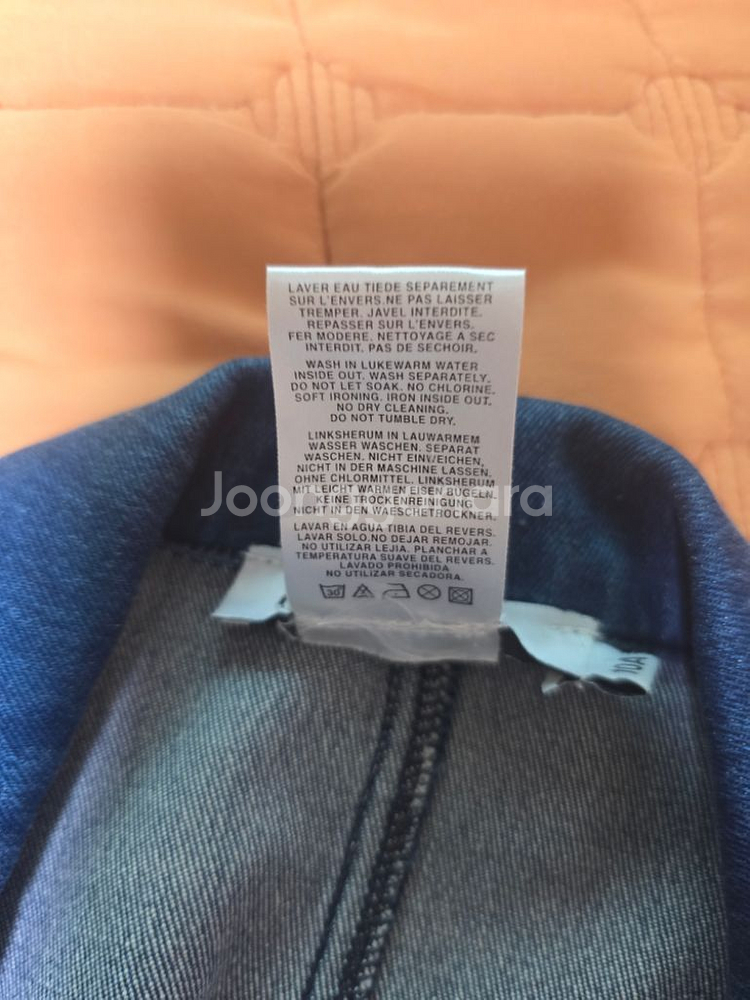 LAVER EAU TIEDE SEPAREMENT
SUR L'ENVERS.NE PAS LAISSER
TREMPER. JAVEL INTERDITE.
REPASSER SUR L'ENVERS.
FER MODERE. NETTOYAGE A SEC
INTERDIT. PAS DE SECHOIR.
WASH IN LUKEWARM WATER
INSIDE OUT. WASH SEPARATELY.
DO NOT LET SOAK. NO CHLORINE.
SOFT IRONING. IRON INSIDE OUT.
NO DRY CLEANING.
DO NOT TUMBLE DRY.
LINKSHERUM IN LAUWARMEM
WASSER WASCHEN. SEPARAT
WASCHEN. NICHT EINV/EICHEN,
NICHT IN DER MASCHINE LASSEN.
OHNE CHLORMITTEL. LINKSHERUM
MIT LEICHT WARMEN EISEN BÜGELN.
KEINE TROCKENREINIGUNG
NICHT IN DEN WAESCHETROCKNER.
LAVAR EN AGUA TIBIA DEL REVERS.
LAVAR SOLO.NO DEJAR REMOJAR.
NO UTILIZAR LEJIA. PLANCHAR A
TEMPERATURA SUAVE DEL REVERS.
LAVADO PROHIBIDA
NO UTILIZAR SECADORA.
30
10A